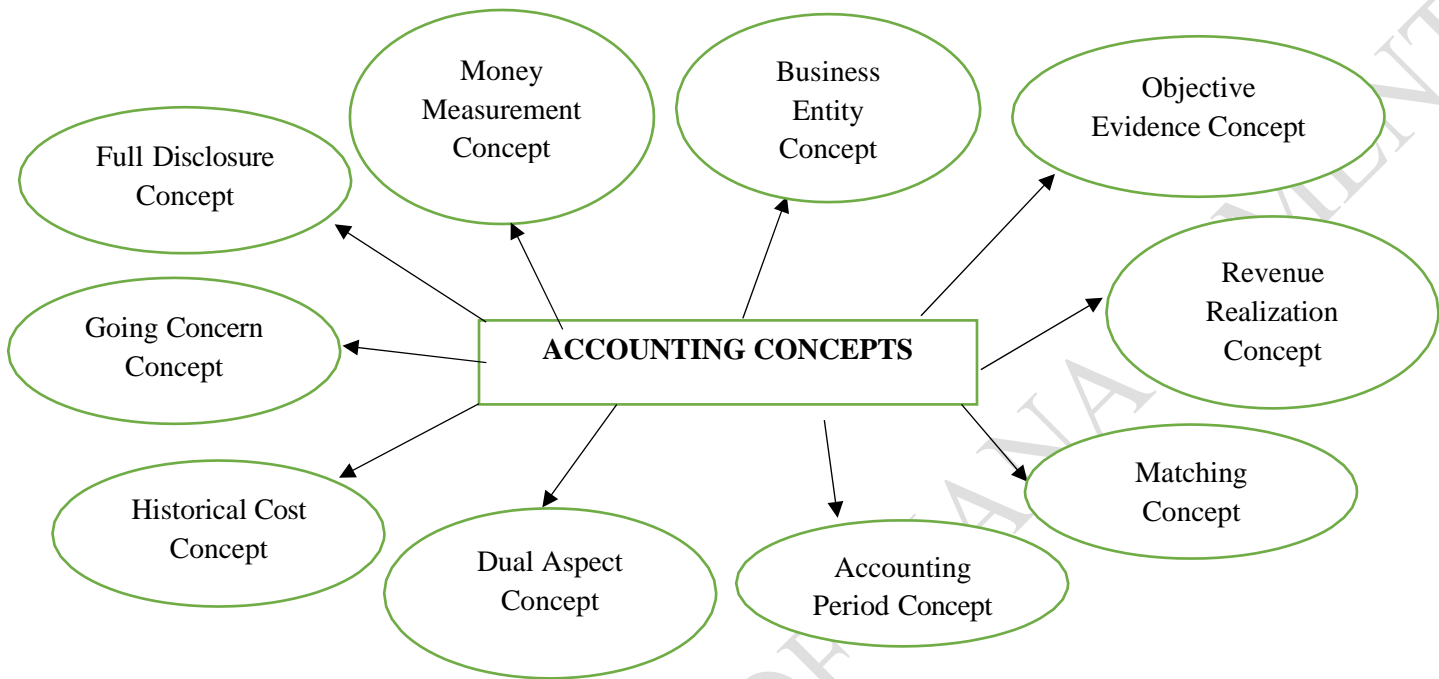 Money
Measurement
Concept
Business
Entity
Concept
Objective
Evidence Concept
Full Disclosure
Concept
Revenue
Realization
Concept
Going Concern
Concept
ACCOUNTING CONCEPTS
Matching
Concept
Historical Cost
Concept
Dual Aspect
Concept
Accounting
Period Concept